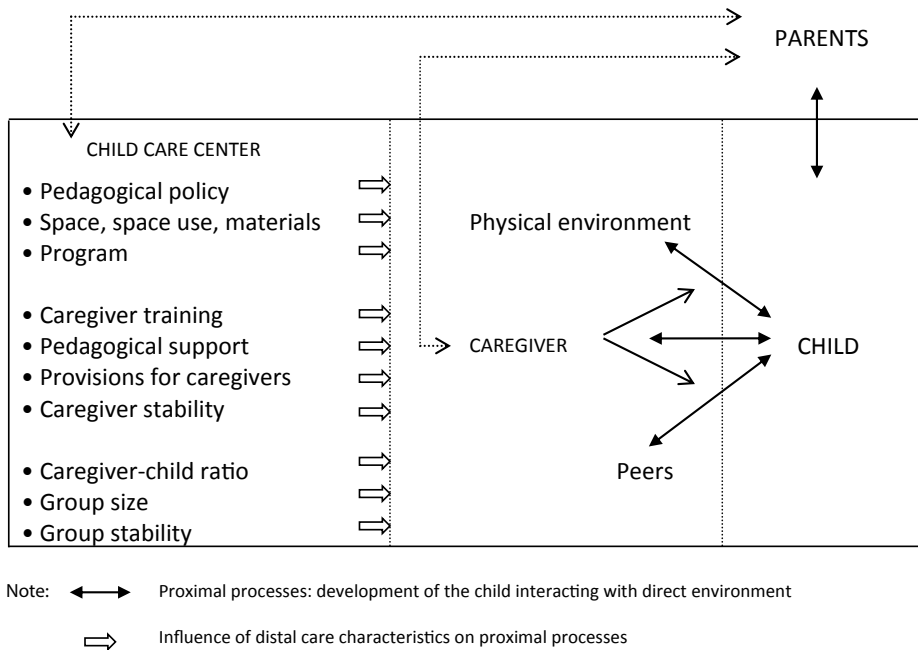 PARENTS
CHILD CARE CENTER
• Pedagogical policy
• Space, space use, materials
• Program
• Caregiver training
• Pedagogical support
• Provisions for caregivers
• Caregiver stability
• Caregiver-child ratio
• Group size
• Group stability
Physical environment
CAREGIVER
Peers
CHILD
Note:
Proximal processes: development of the child interacting with direct environment
Influence of distal care characteristics on proximal processes